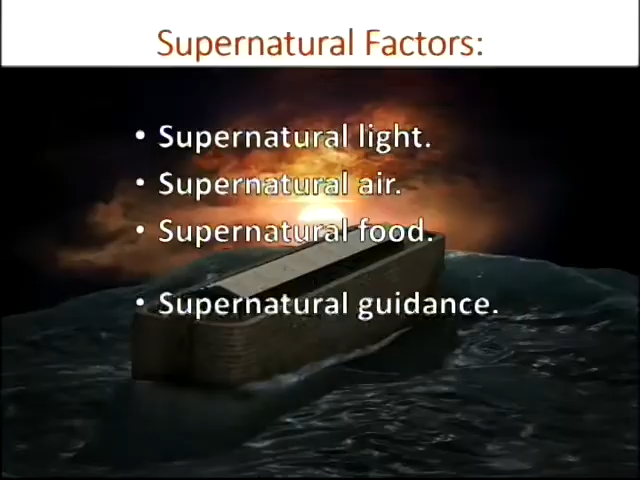 Supernatural Factors:
• Supernatural light.
• Supernatural air.
• Supernatural food.
• Supernatural guidance.